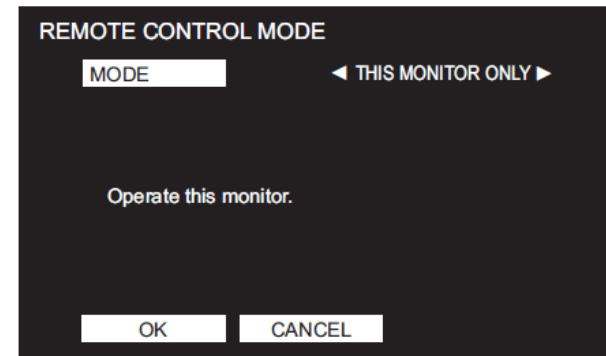 REMOTE CONTROL MODE
MODE ◄ THIS MONITOR ONLY ►
Operate this monitor.
OK CANCEL